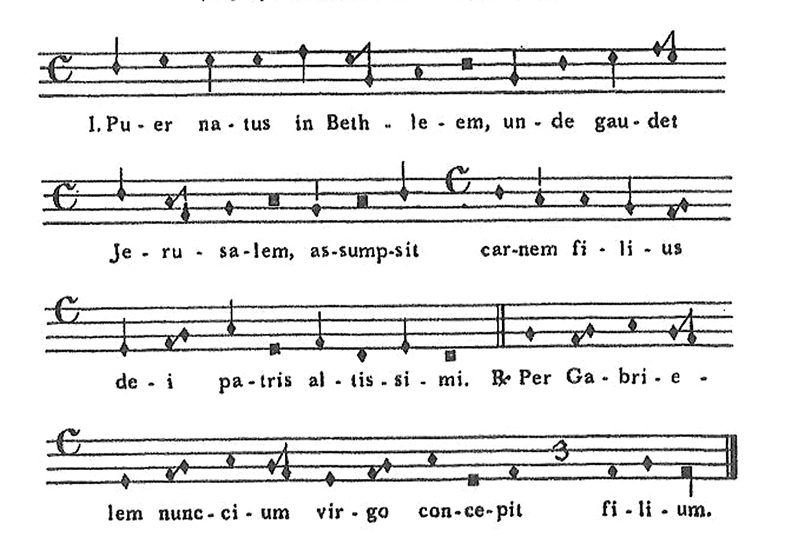 1. Pu - er na - tus in Beth - le - em, un - de gau - det
Je - ru - sa-lem, as-sump-sit car-nem fi - li - us
de - i pa-tris al - tis - si - mi. ℟ Per Ga - bri - e -
3
lem nunc - ci - um vir - go con-ce-pit fi - li - um.